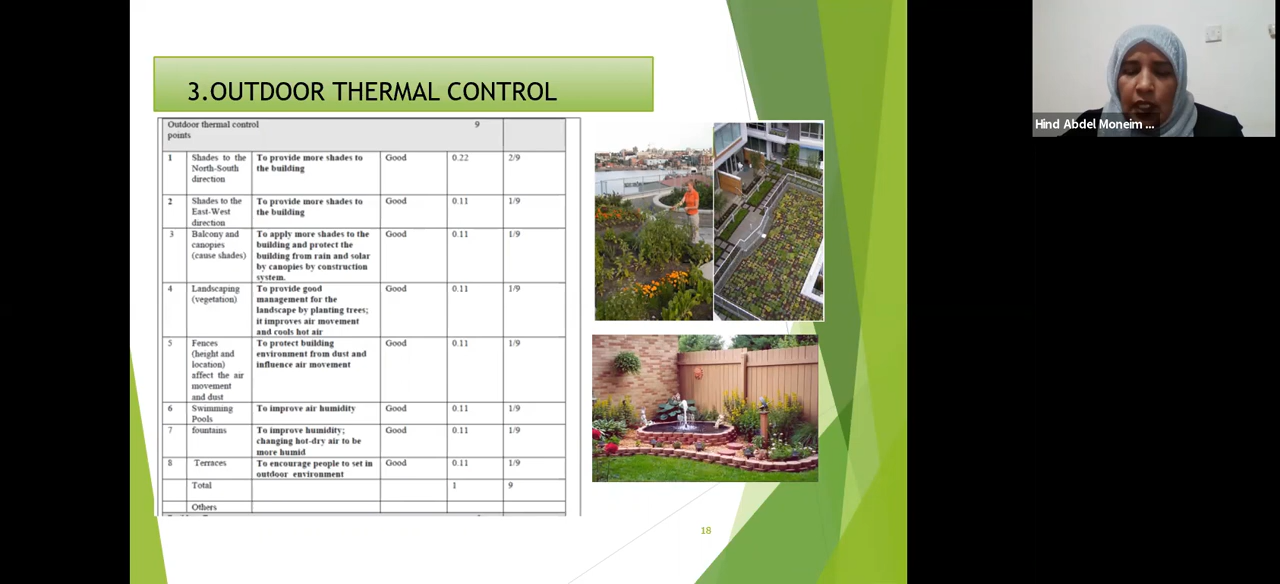 3.OUTDOOR THERMAL CONTROL
Outdoor thermal control 9
points
1 Shades to the North-South direction To provide more shades to the building Good 0.22 2/9
2 Shades to the East-West direction To provide more shades to the building Good 0.11 1/9
3 Balcony and canopies (cause shades) To apply more shades to the building and protect the building from rain and solar by canopies by construction system. Good 0.11 1/9
4 Landscaping (vegetation) To provide good management for the landscape by planting trees; it improves air movement and cools hot air Good 0.11 1/9
5 Fences (height and location) affect the air movement and dust To protect building environment from dust and influence air movement Good 0.11 1/9
6 Swimming Pools To improve air humidity Good 0.11 1/9
7 fountains To improve humidity; changing hot-dry air to be more humid Good 0.11 1/9
8 Terraces To encourage people to set in outdoor environment Good 0.11 1/9
Total 1 9
Others
18
Hind Abdel Moneim ...